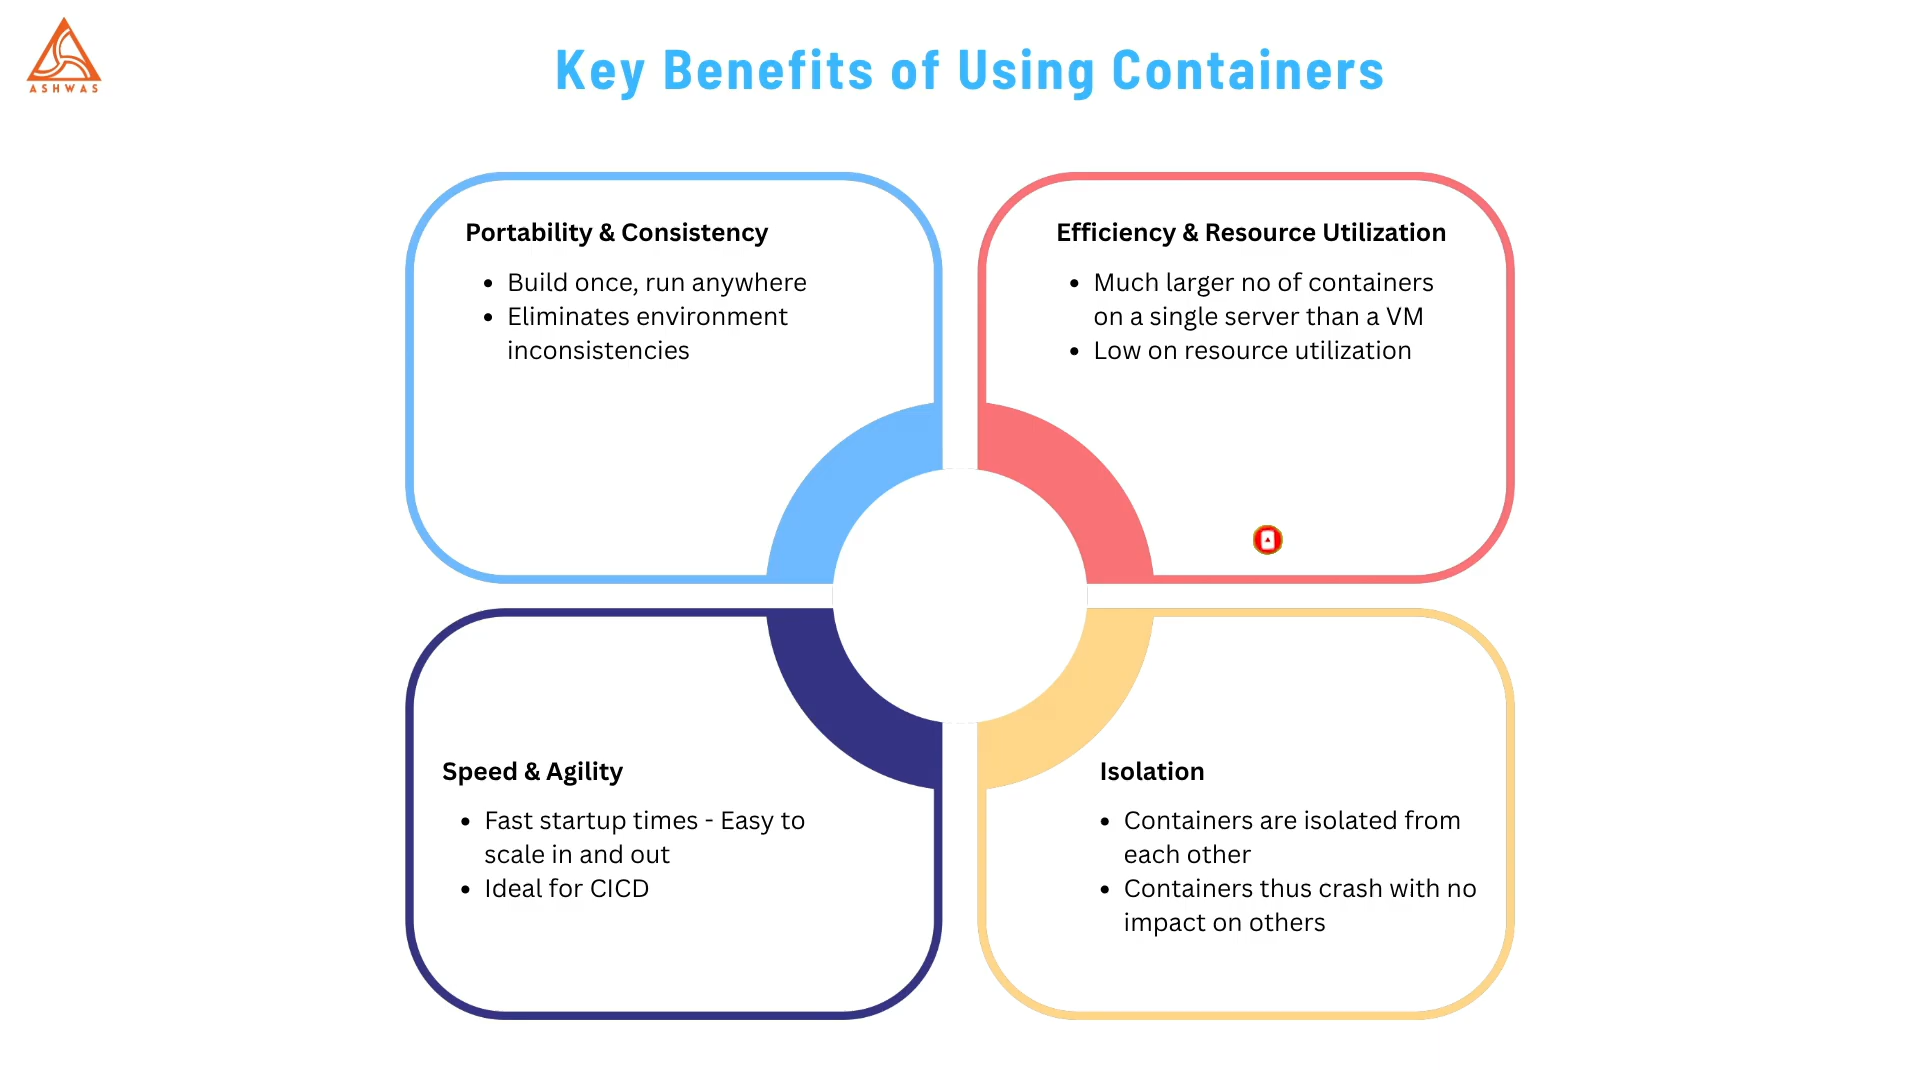 ASHWAS
Key Benefits of Using Containers
Portability & Consistency
• Build once, run anywhere
• Eliminates environment
inconsistencies
Efficiency & Resource Utilization
• Much larger no of containers
on a single server than a VM
• Low on resource utilization
Speed & Agility
• Fast startup times - Easy to
scale in and out
• Ideal for CICD
Isolation
• Containers are isolated from
each other
• Containers thus crash with no
impact on others